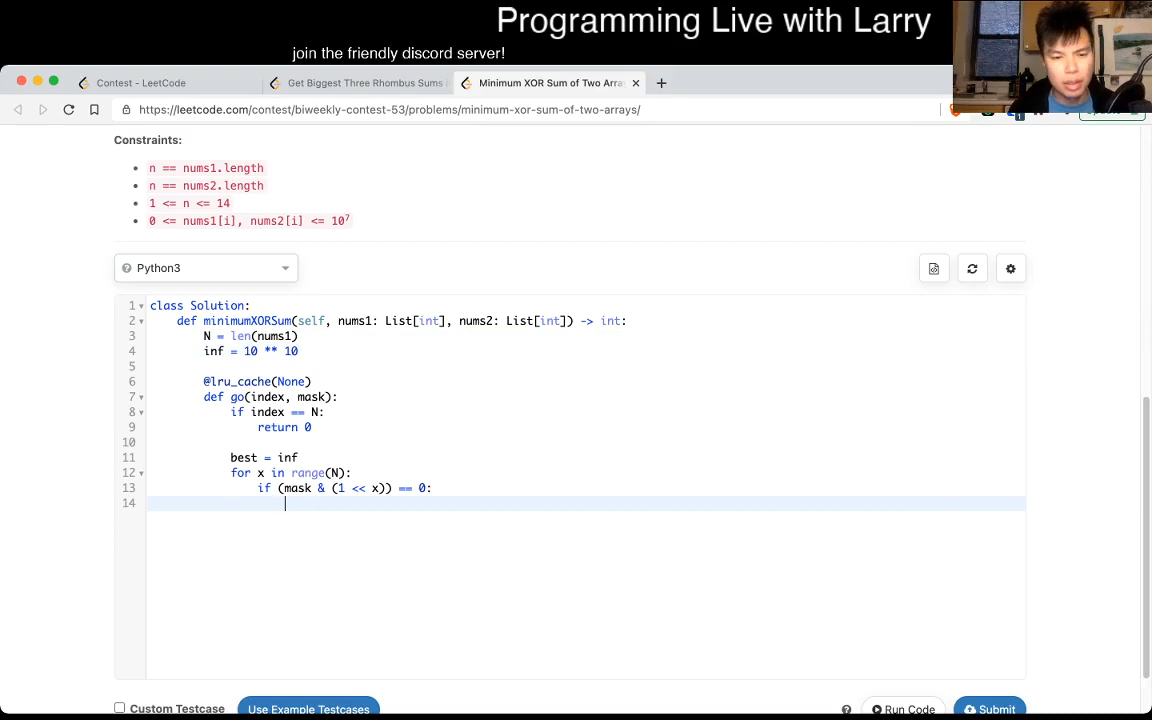 Programming Live with Larry
join the friendly discord server!
Contest - LeetCode
Get Biggest Three Rhombus Sums
Minimum XOR Sum of Two Arra
https://leetcode.com/contest/biweekly-contest-53/problems/minimum-xor-sum-of-two-arrays/
Constraints:
n == nums1.length
n == nums2.length
1 <= n <= 14
0 <= nums1[i], nums2[i] <= 10⁷
Python3
1 class Solution:
2 def minimumXORSum(self, nums1: List[int], nums2: List[int]) -> int:
3 N = len(nums1)
4 inf = 10 ** 10
5
6 @lru_cache(None)
7 def go(index, mask):
8 if index == N:
9 return 0
10
11 best = inf
12 for x in range(N):
13 if (mask & (1 << x)) == 0:
14
Custom Testcase
Use Example Testcases
Run Code
Submit